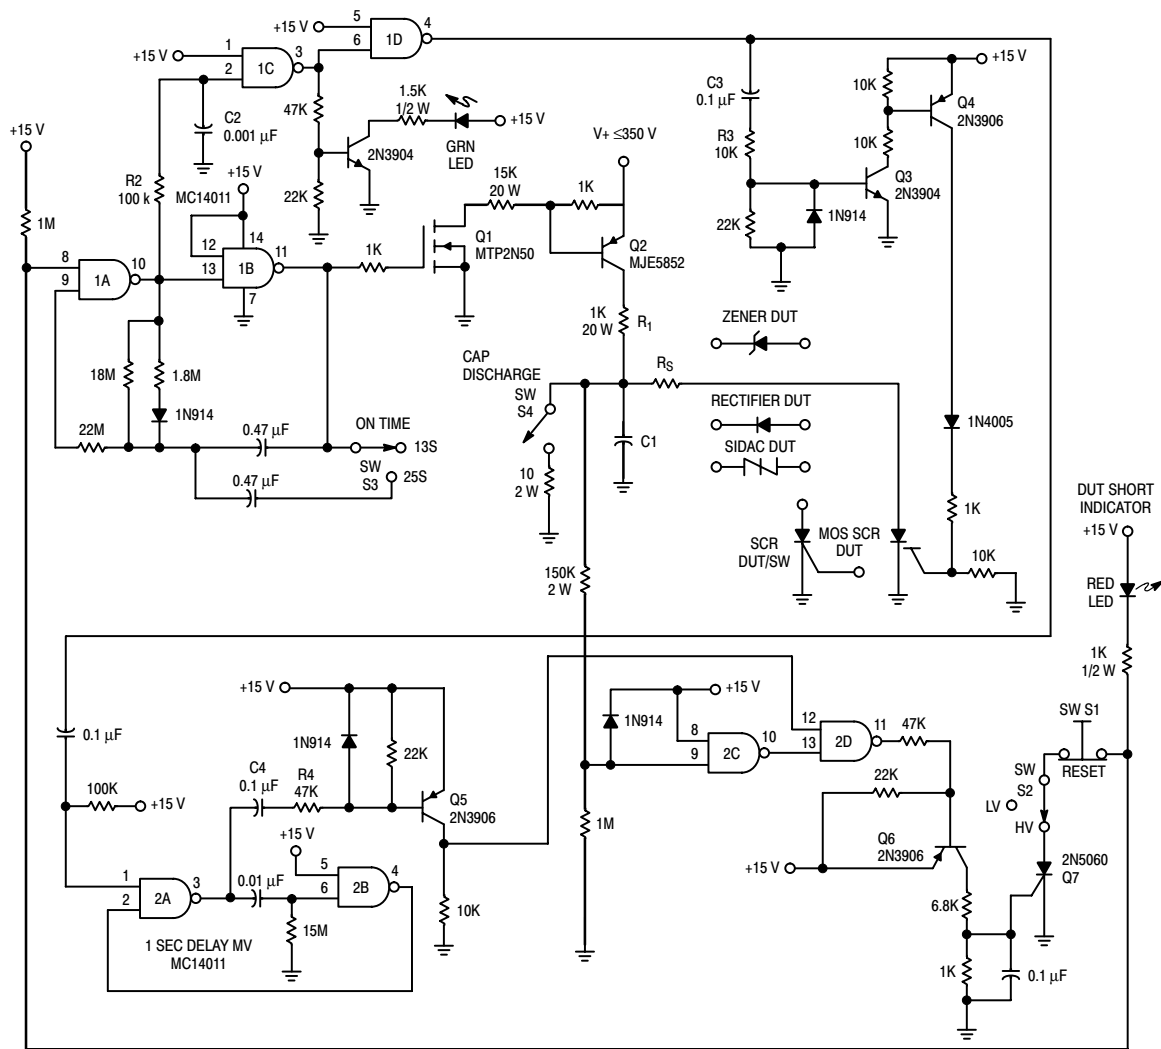 +15 V
5
6
1D
4
+15 V
1
2
1C
3
+15 V
C2
0.001 µF
47K
1.5K
1/2 W
GRN
LED
+15 V
2N3904
22K
R2
100 k
MC14011
+15 V
1M
8
9
1A
10
12
13
14
1B
7
11
1K
Q1
MTP2N50
15K
20 W
1K
V+ ≤350 V
Q2
MJE5852
1K
20 W
R1
18M
1.8M
1N914
22M
0.47 µF
0.47 µF
ON TIME
13S
SW
S3
25S
CAP
DISCHARGE
SW
S4
10
2 W
RS
C1
C3
0.1 µF
R3
10K
22K
1N914
10K
10K
Q3
2N3904
+15 V
Q4
2N3906
ZENER DUT
RECTIFIER DUT
SIDAC DUT
SCR
DUT/SW
MOS SCR
DUT
1N4005
1K
10K
150K
2 W
DUT SHORT
INDICATOR
+15 V
RED
LED
1K
1/2 W
SW S1
RESET
SW
S2
LV
HV
2N5060
Q7
0.1 µF
100K
+15 V
+15 V
1N914
22K
C4
0.1 µF
R4
47K
Q5
2N3906
+15 V
1
2
2A
3
0.01 µF
5
6
2B
4
15M
10K
1 SEC DELAY MV
MC14011
1N914
+15 V
8
9
2C
10
12
13
2D
11
47K
22K
1M
Q6
2N3906
+15 V
6.8K
1K
0.1 µF